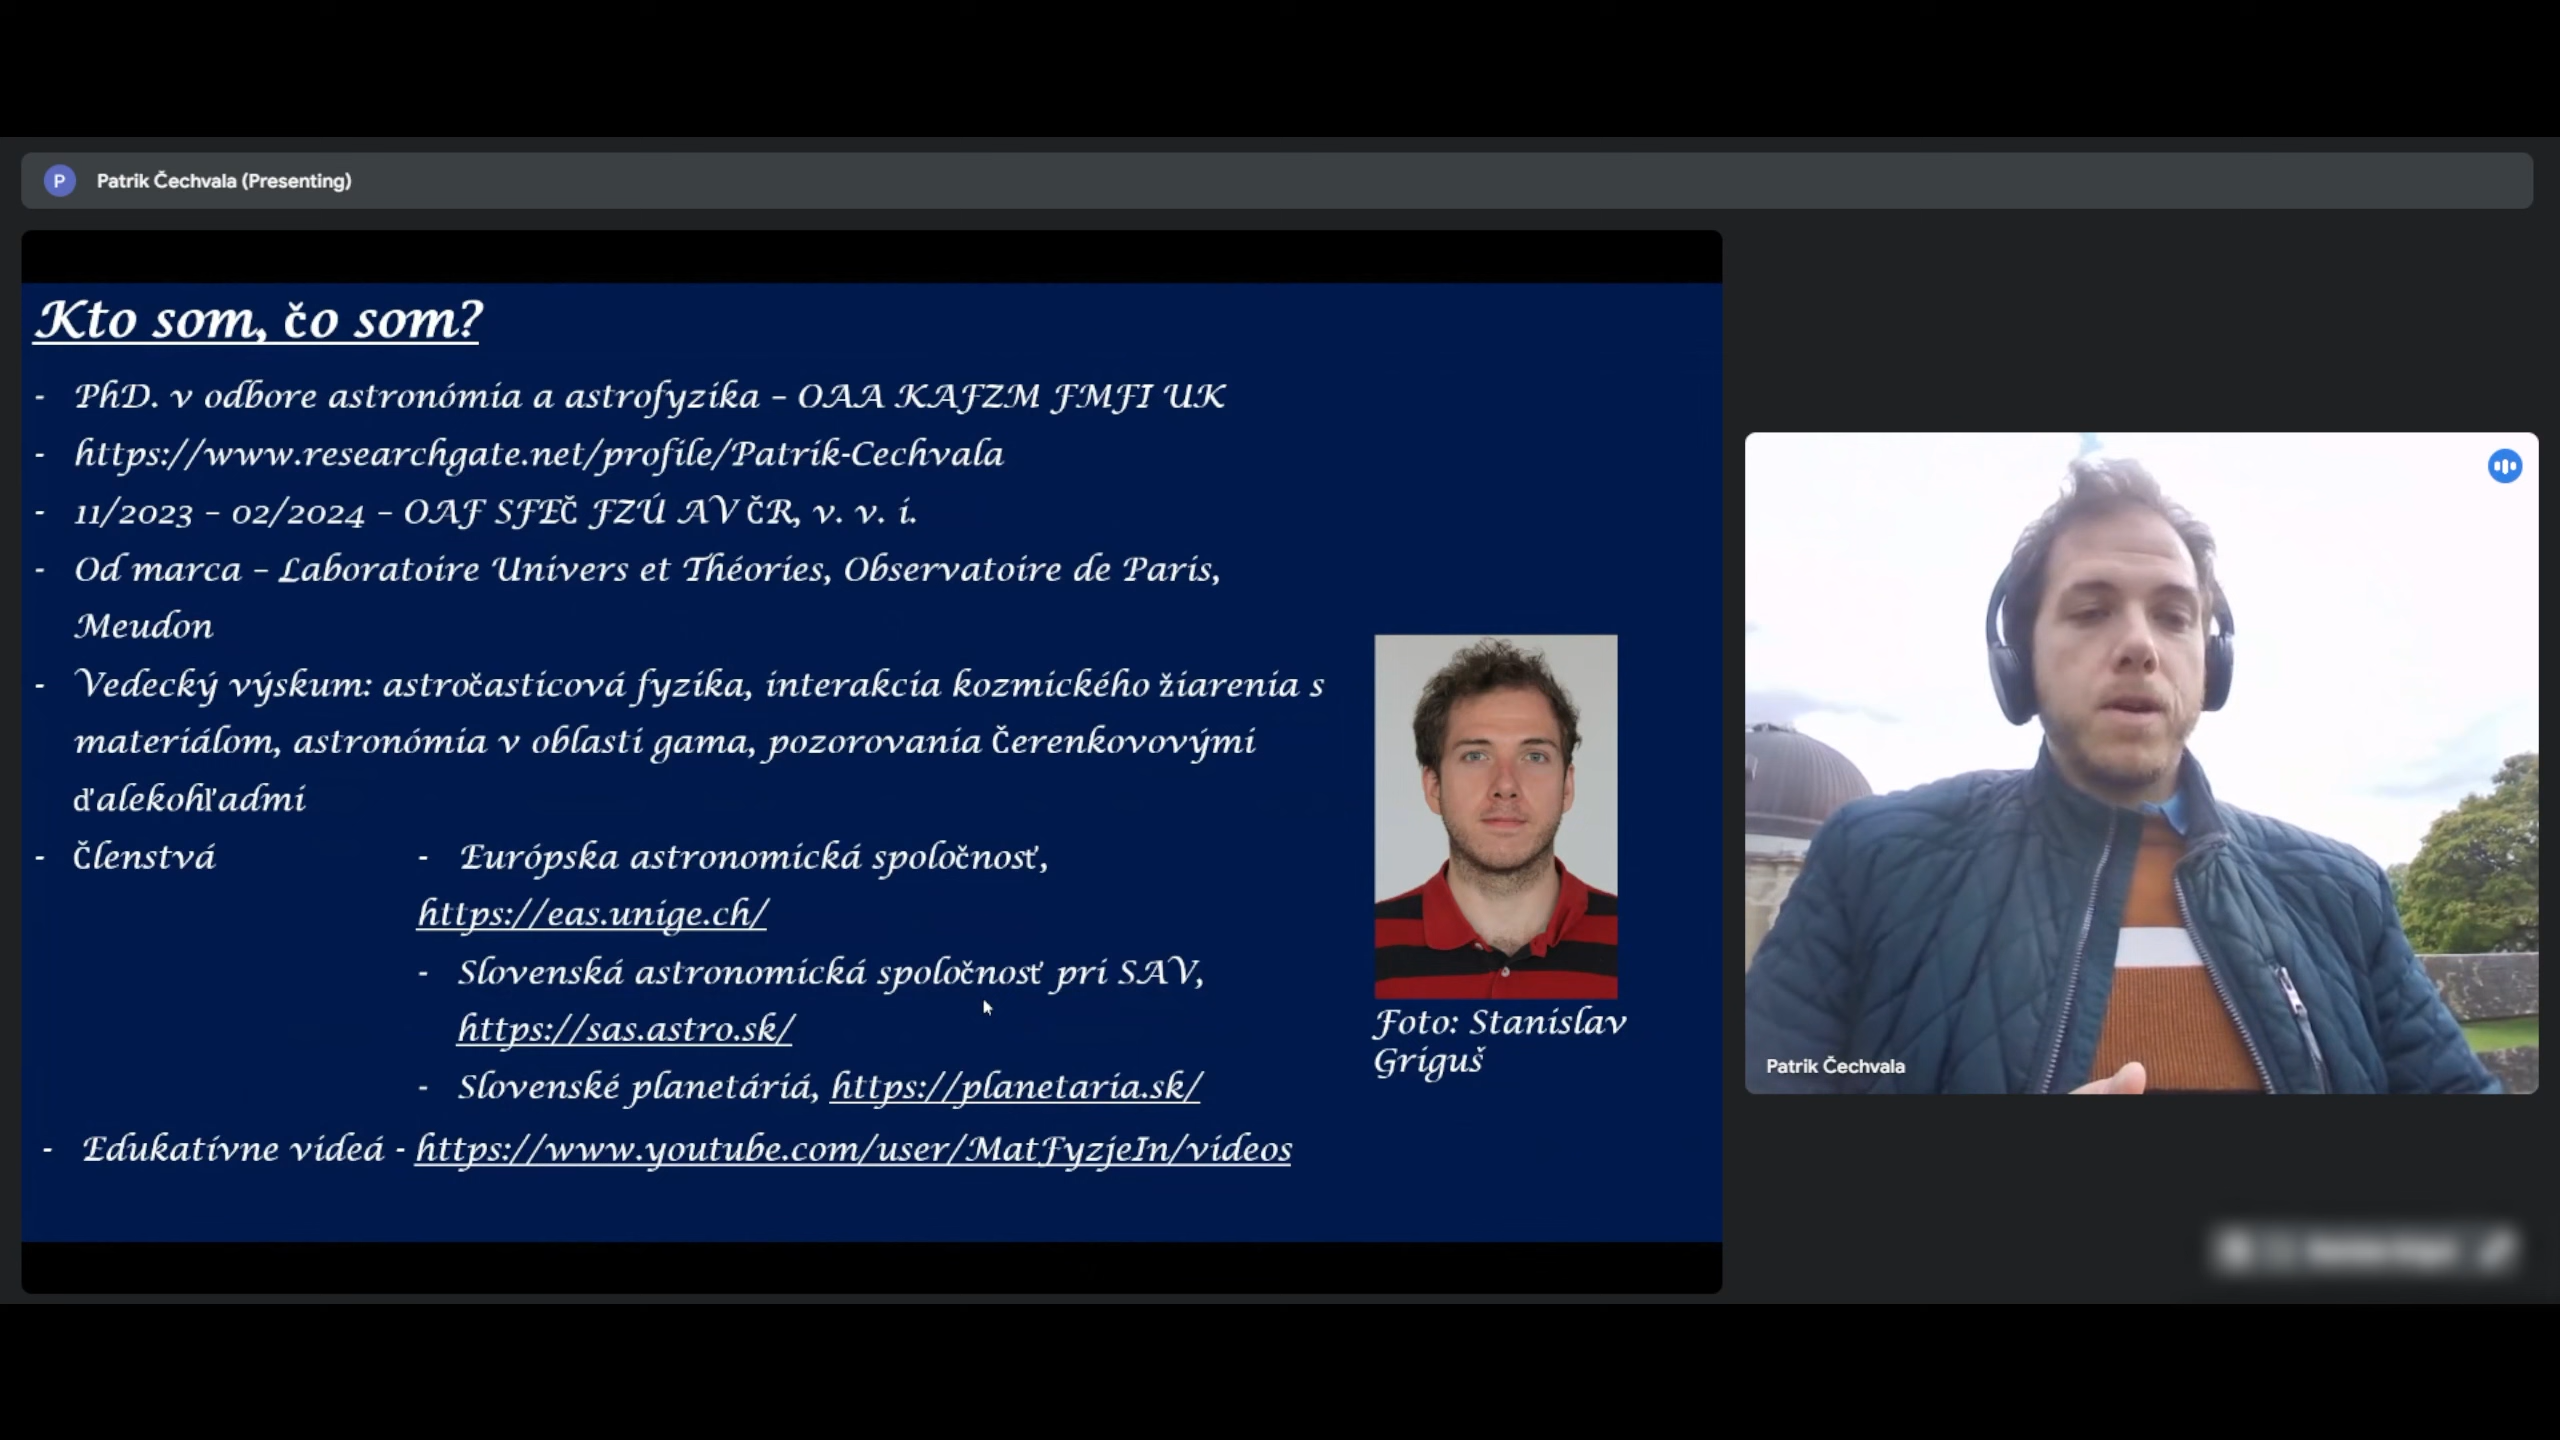 P
Patrik Čechvala (Presenting)
Kto som, čo som?
- PhD. v odbore astronómia a astrofyzika – OAA KAFZM FMFI UK
- https://www.researchgate.net/profile/Patrik-Cechvala
- 11/2023 – 02/2024 – OAF SFEČ FZÚ AV ČR, v. v. i.
- Od marca – Laboratoire Univers et Théories, Observatoire de Paris,
Meudon
- Vedecký výskum: astročasticová fyzika, interakcia kozmického žiarenia s
materiálom, astronómia v oblasti gama, pozorovania Čerenkovovými
ďalekohľadmi
- Členstvá - Európska astronomická spoločnosť,
https://eas.unige.ch/
- Slovenská astronomická spoločnosť pri SAV,
https://sas.astro.sk/
- Slovenské planetáriá, https://planetaria.sk/
- Edukatívne videá - https://www.youtube.com/user/MatFyzjeIn/videos
Foto: Stanislav
Griguš
Patrik Čechvala